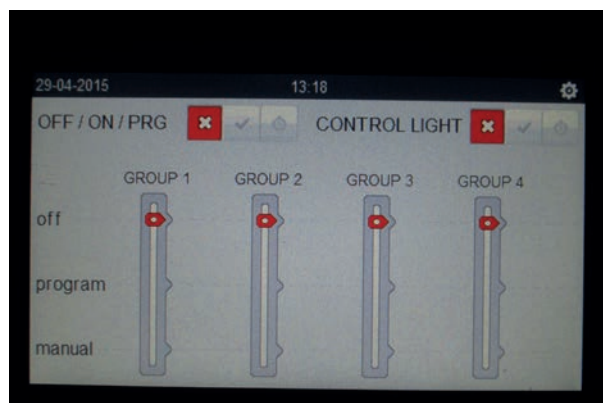 29-04-2015 13:18
OFF / ON / PRG CONTROL LIGHT
GROUP 1 GROUP 2 GROUP 3 GROUP 4
off
program
manual